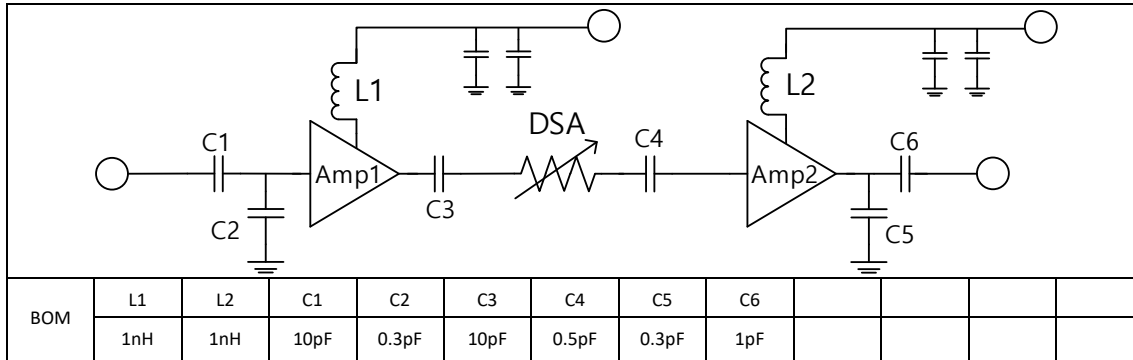 L1
L2
DSA
C1
C4
C6
Amp1
Amp2
C3
C2
C5
BOM
L1 L2 C1 C2 C3 C4 C5 C6
1nH 1nH 10pF 0.3pF 10pF 0.5pF 0.3pF 1pF